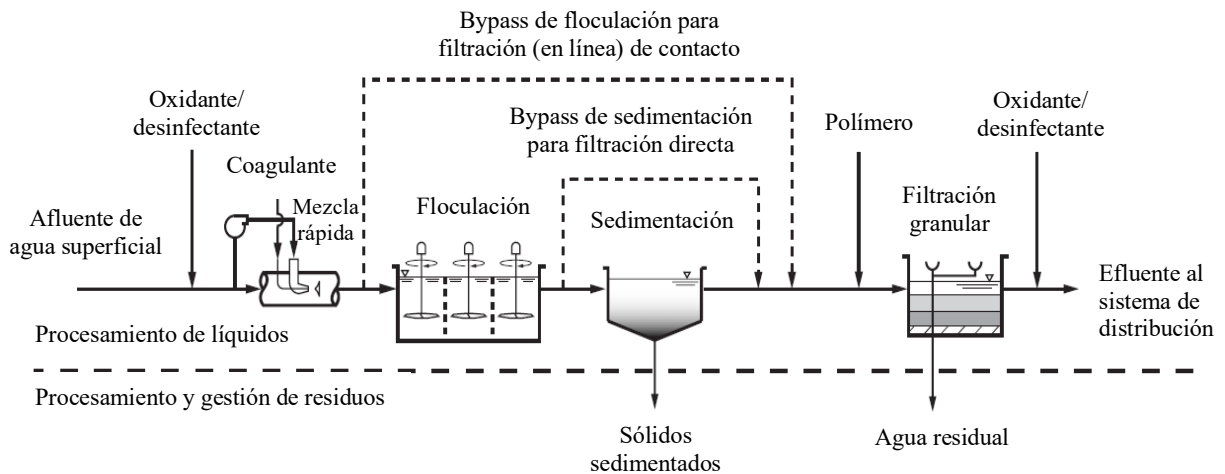 Bypass de floculación para
filtración (en línea) de contacto
Oxidante/
desinfectante
Bypass de sedimentación
para filtración directa
Polímero
Oxidante/
desinfectante
Coagulante
Mezcla
rápida
Floculación
Sedimentación
Filtración
granular
Afluente de
agua superficial
Efluente al
sistema de
distribución
Procesamiento de líquidos
Procesamiento y gestión de residuos
Sólidos
sedimentados
Agua residual